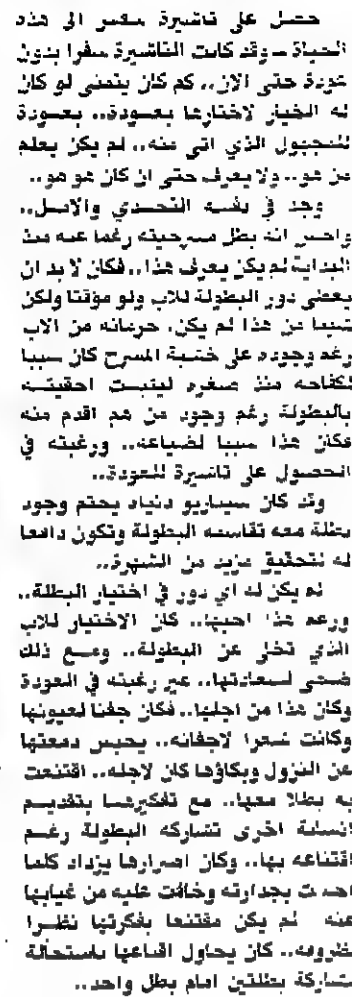 حصل على تاشيرة سفر الى هذه
الحياة - وقد كانت التاشيرة سفرا بدون
عودة حتى الان.. كم كان يتمنى لو كان
له الخيار لاختارها بعودة.. بعودة
للمجهول الذي اتى منه.. لم يكن يعلم
من هو.. ولا يعرف حتى ان كان هو هو..
وجد في نفسه التحدي والامل..
واحس انه بطل مسرحيته رغما عنه منذ
البداية لم يكن يعرف هذا.. فكان لا بد ان
يعطى دور البطولة للاب ولو مؤقتا ولكن
شيئا من هذا لم يكن، حرمانه من الاب
رغم وجوده على خشبة المسرح كان سببا
لكفاحه منذ صغره ليثبت احقيته
بالبطولة رغم وجود من هم اقدم منه
فكان هذا سببا لضياعه.. ورغبته في
الحصول على تاشيرة للعودة..
وقد كان سيناريو دنياه يحتم وجود
بطلة معه تقاسمه البطولة وتكون دافعا
له لتحقيق مزيد من الشهرة..
لم يكن له اي دور في اختيار البطلة..
ورغم هذا احبها.. كان الاختيار للاب
الذي تخلى عن البطولة.. ومع ذلك
ضحى لسعادتها.. عبر رغبته في العودة
وكان هذا من اجلها.. فكان جفنا لعيونها
وكانت شعرا لاجفانه.. يحبس دمعتها
عن النزول وبكاؤها كان لاجله.. اقتنعت
به بطلا معها.. مع تفكيرهما بتقديم
انسانة اخرى تشاركه البطولة رغم
اقتناعه بها.. وكان اصرارها يزداد كلما
احست بجدارته وخافت عليه من غيابها
عنه لم يكن مقتنعا بفكرتها نظرا
لظروفه.. كان يحاول اقناعها باستحالة
مشاركة بطلتين امام بطل واحد..